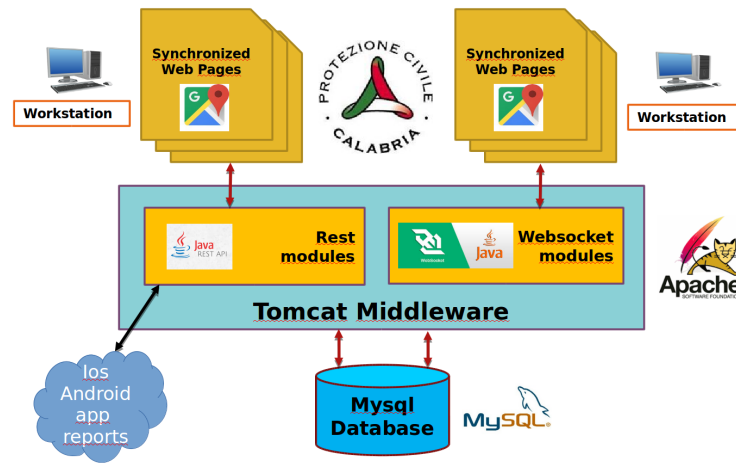 Synchronized
Web Pages
Workstation
PROTEZIONE CIVILE
· CALABRIA ·
Synchronized
Web Pages
Workstation
Rest
modules
Java
REST API
Websocket
modules
WebSocket
Java
Tomcat Middleware
Apache
SOFTWARE FOUNDATION
Ios
Android
app
reports
Mysql
Database
MySQL®